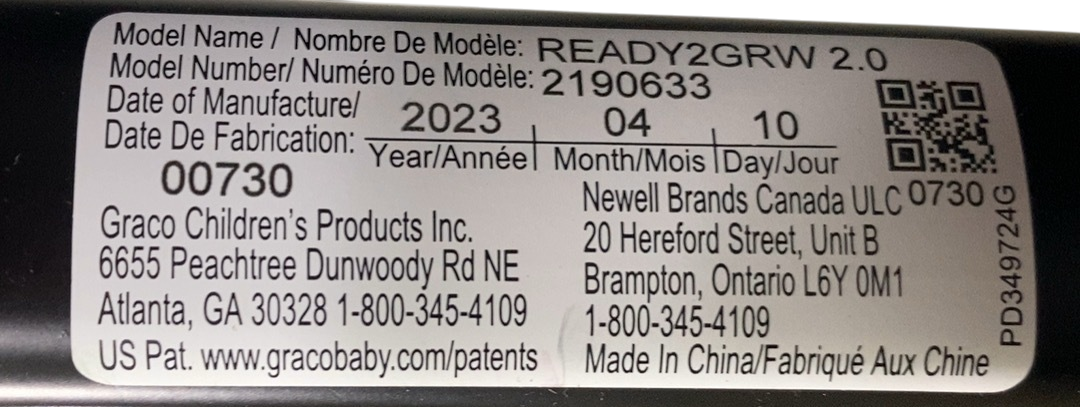 Model Name / Nombre De Modèle: READY2GRW 2.0
Model Number/ Numéro De Modèle: 2190633
Date of Manufacture/
Date De Fabrication:
2023 04 10
Year/Année Month/Mois Day/Jour
00730
Graco Children's Products Inc.
6655 Peachtree Dunwoody Rd NE
Atlanta, GA 30328 1-800-345-4109
US Pat. www.gracobaby.com/patents
Newell Brands Canada ULC 0730
20 Hereford Street, Unit B
Brampton, Ontario L6Y 0M1
1-800-345-4109
Made In China/Fabriqué Aux Chine
PD349724G